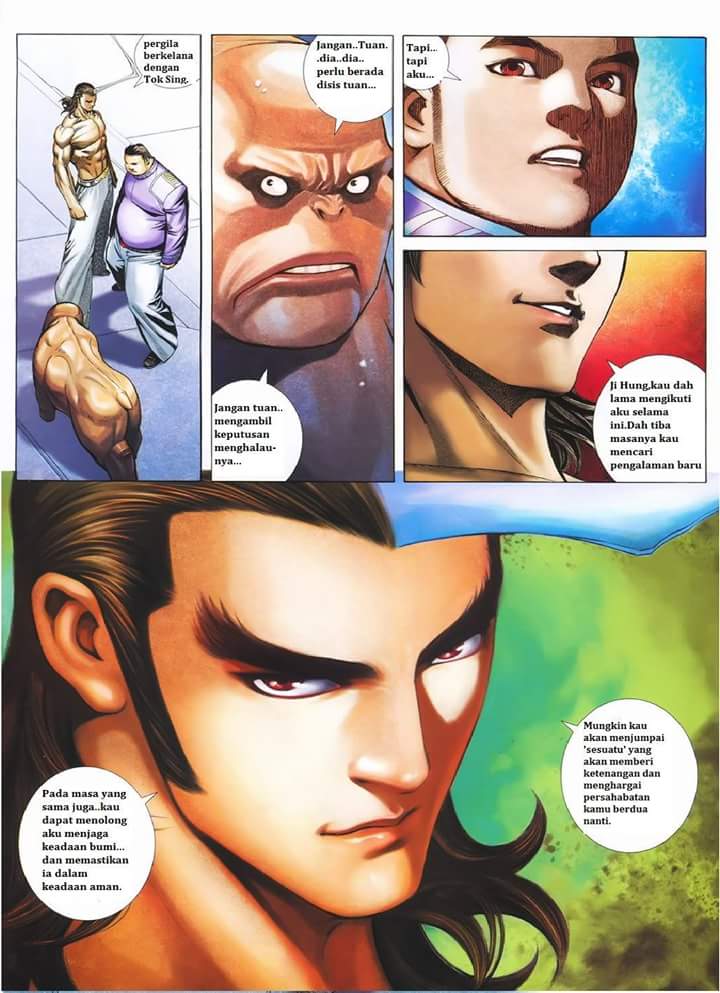 pergila
berkelana
dengan
Tok Sing.
Jangan..Tuan.
.dia..dia..
perlu berada
disis tuan...
Jangan tuan..
mengambil
keputusan
menghalau-
nya...
Tapi...
tapi
aku...
Ji Hung,kau dah
lama mengikuti
aku selama
ini.Dah tiba
masanya kau
mencari
pengalaman baru
Pada masa yang
sama juga..kau
dapat menolong
aku menjaga
keadaan bumi...
dan memastikan
ia dalam
keadaan aman.
Mungkin kau
akan menjumpai
'sesuatu' yang
akan memberi
ketenangan dan
menghargai
persahabatan
kamu berdua
nanti.